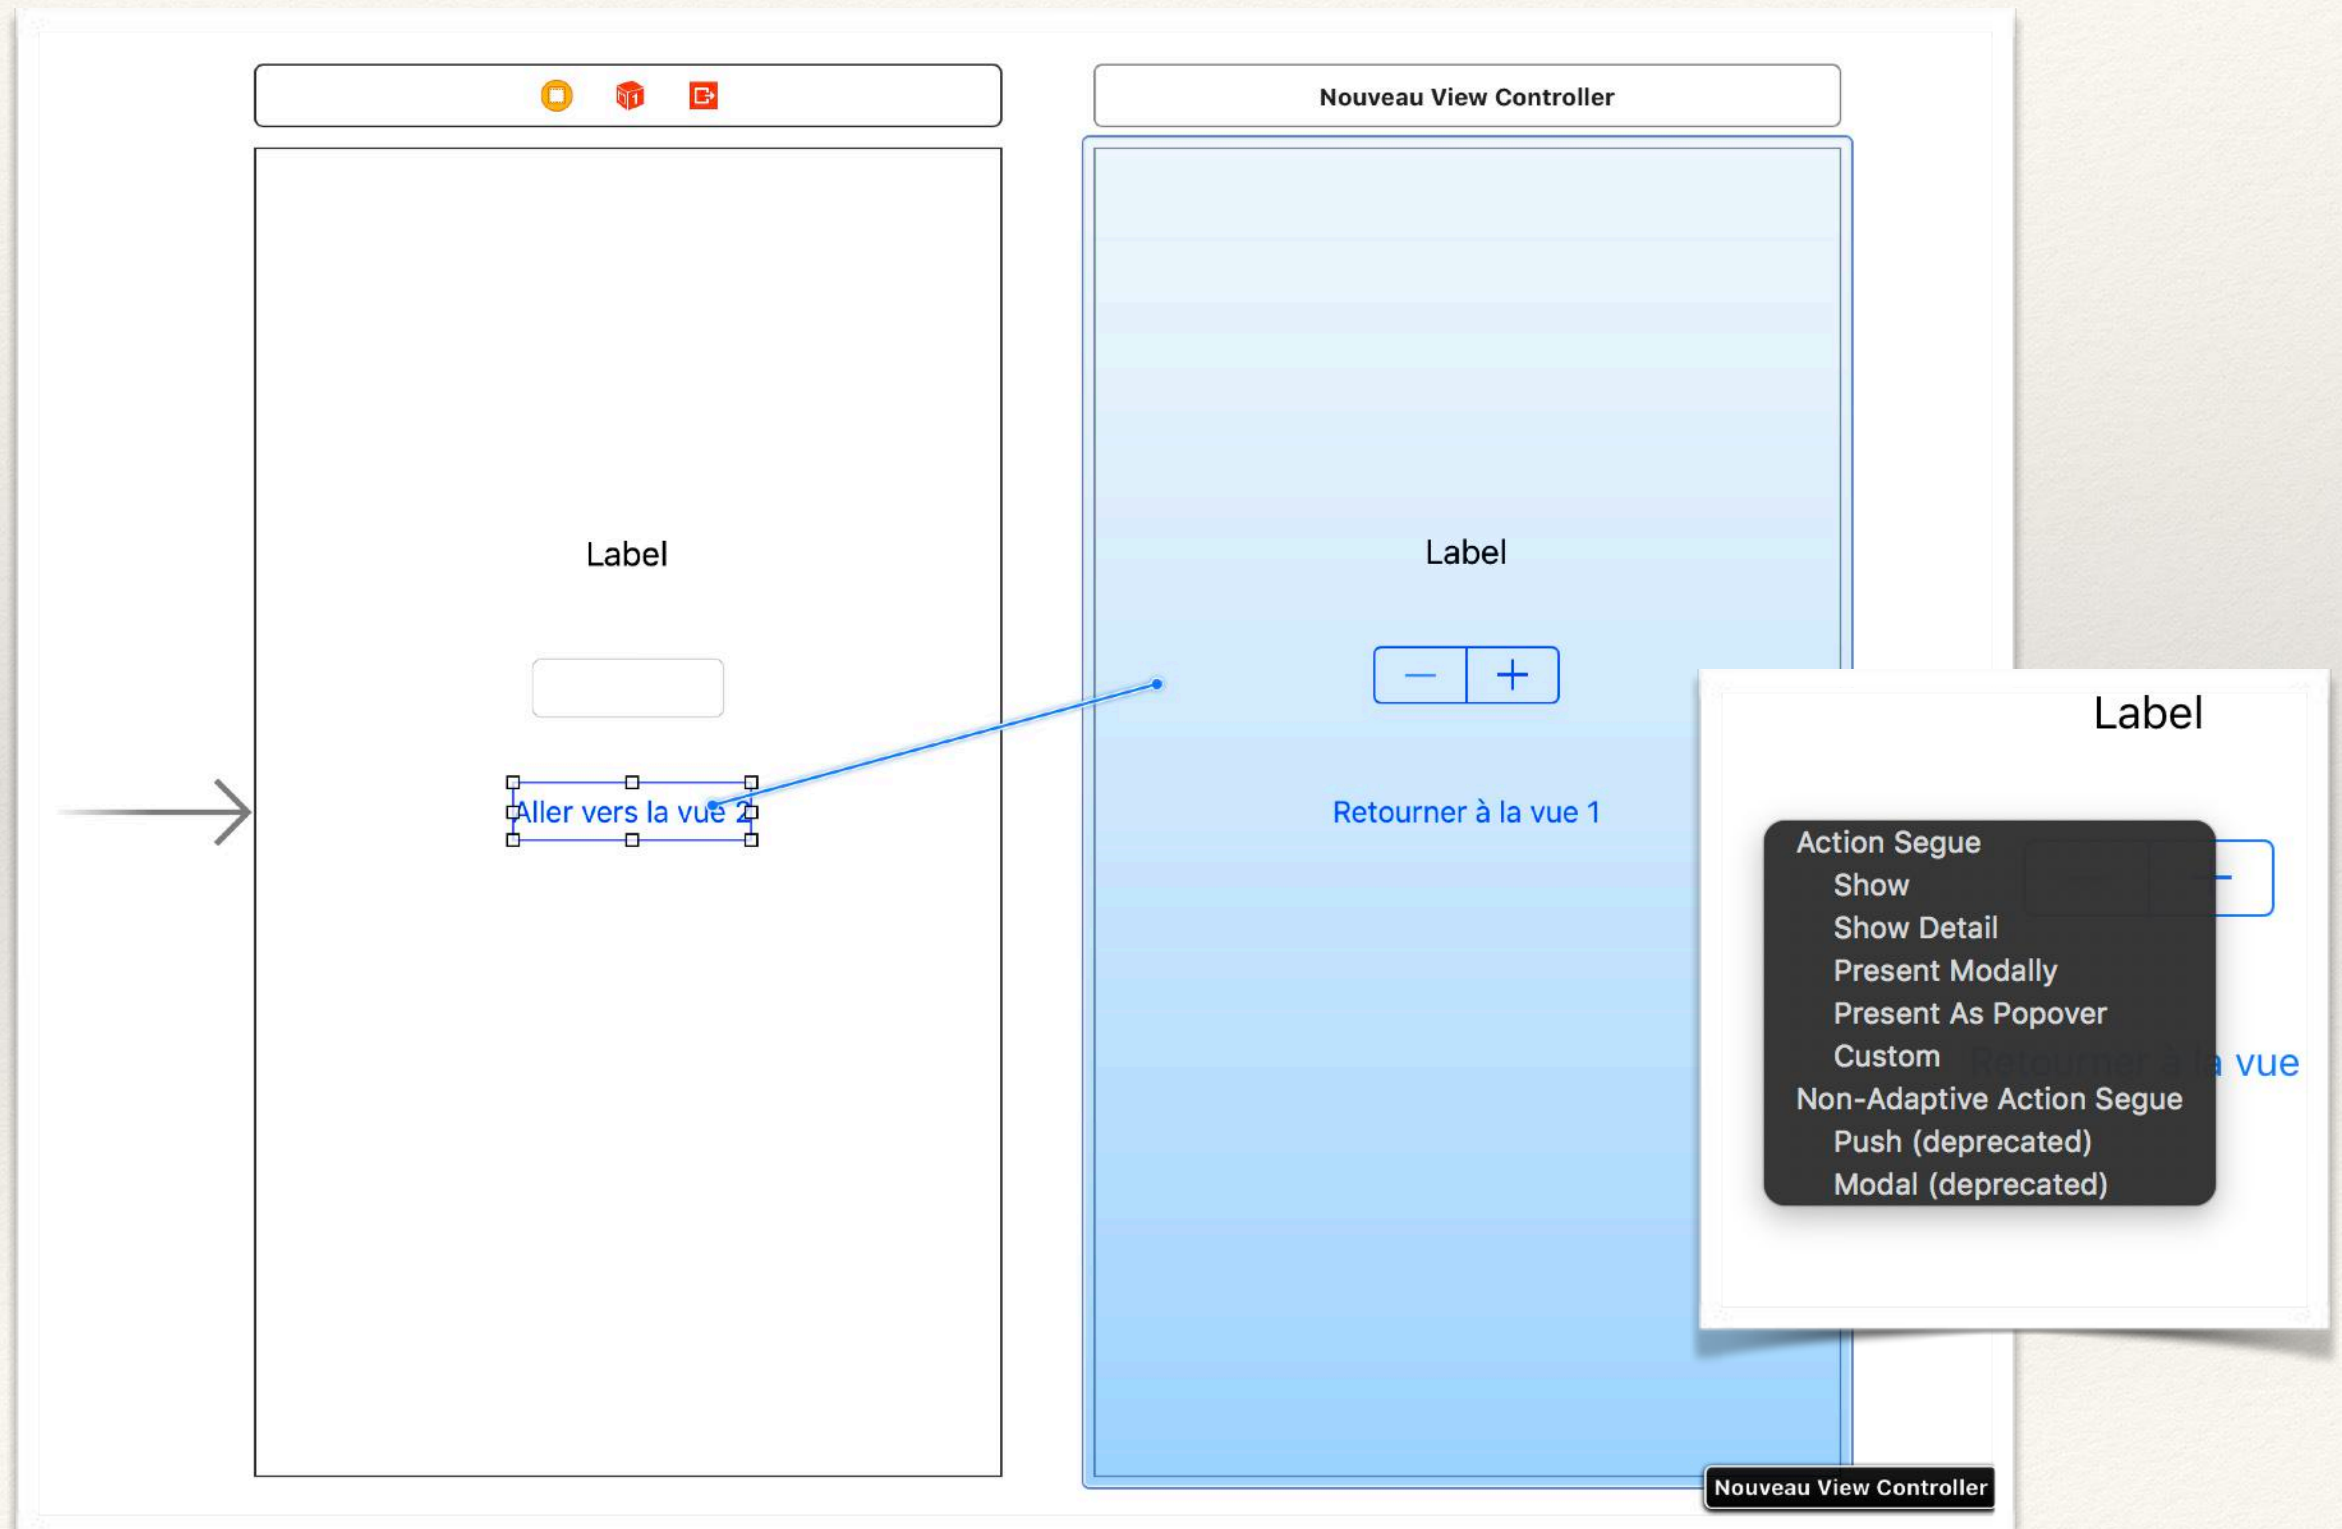 Nouveau View Controller
Label
Label
Aller vers la vue 2
Retourner à la vue 1
Label
Action Segue
Show
Show Detail
Present Modally
Present As Popover
Custom
Retourner à la vue
Non-Adaptive Action Segue
Push (deprecated)
Modal (deprecated)
Nouveau View Controller